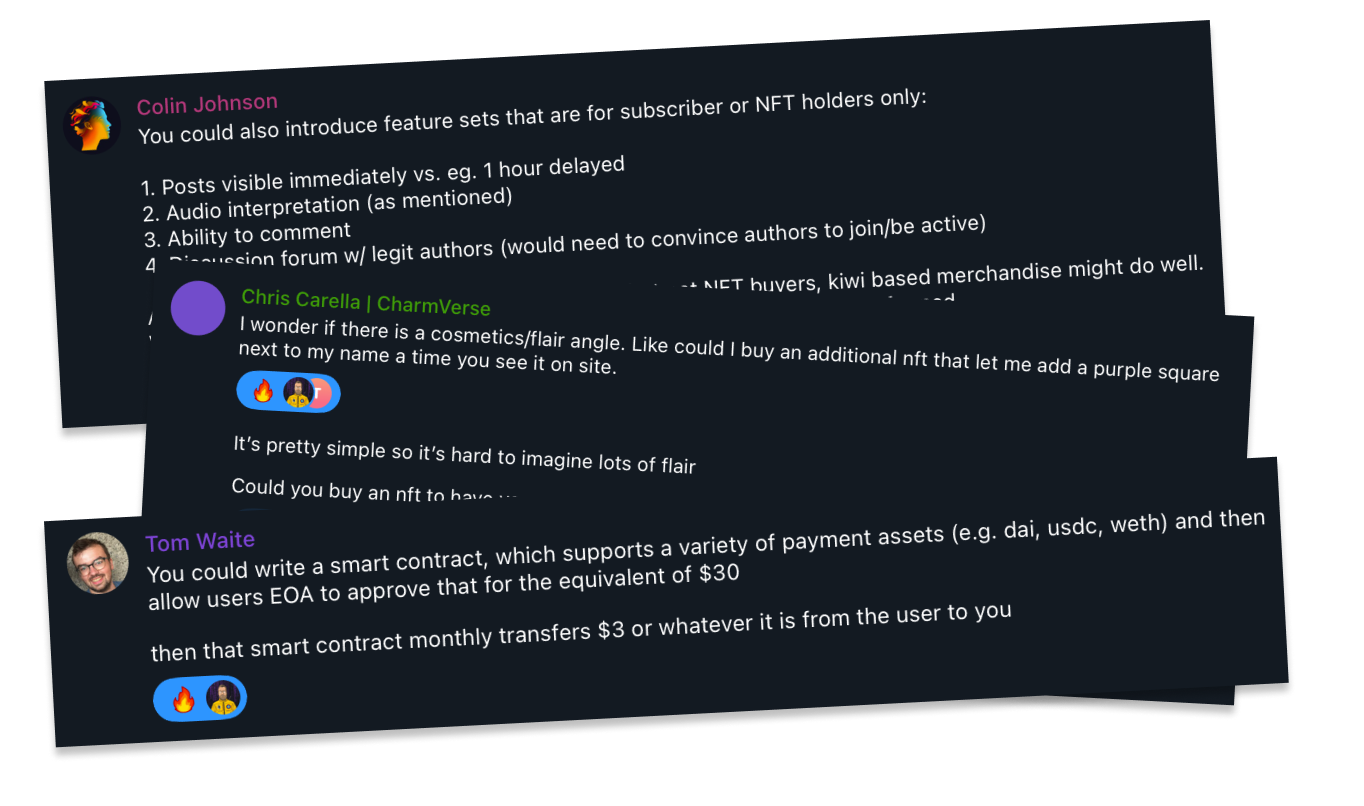 Colin Johnson
You could also introduce feature sets that are for subscriber or NFT holders only:
1. Posts visible immediately vs. eg. 1 hour delayed
2. Audio interpretation (as mentioned)
3. Ability to comment
4. Discussion forum w/ legit authors (would need to convince authors to join/be active)
NFT buyers, kiwi based merchandise might do well.
Chris Carella | CharmVerse
I wonder if there is a cosmetics/flair angle. Like could I buy an additional nft that let me add a purple square
next to my name a time you see it on site.
It’s pretty simple so it’s hard to imagine lots of flair
Could you buy an nft to have
Tom Waite
You could write a smart contract, which supports a variety of payment assets (e.g. dai, usdc, weth) and then
allow users EOA to approve that for the equivalent of $30
then that smart contract monthly transfers $3 or whatever it is from the user to you